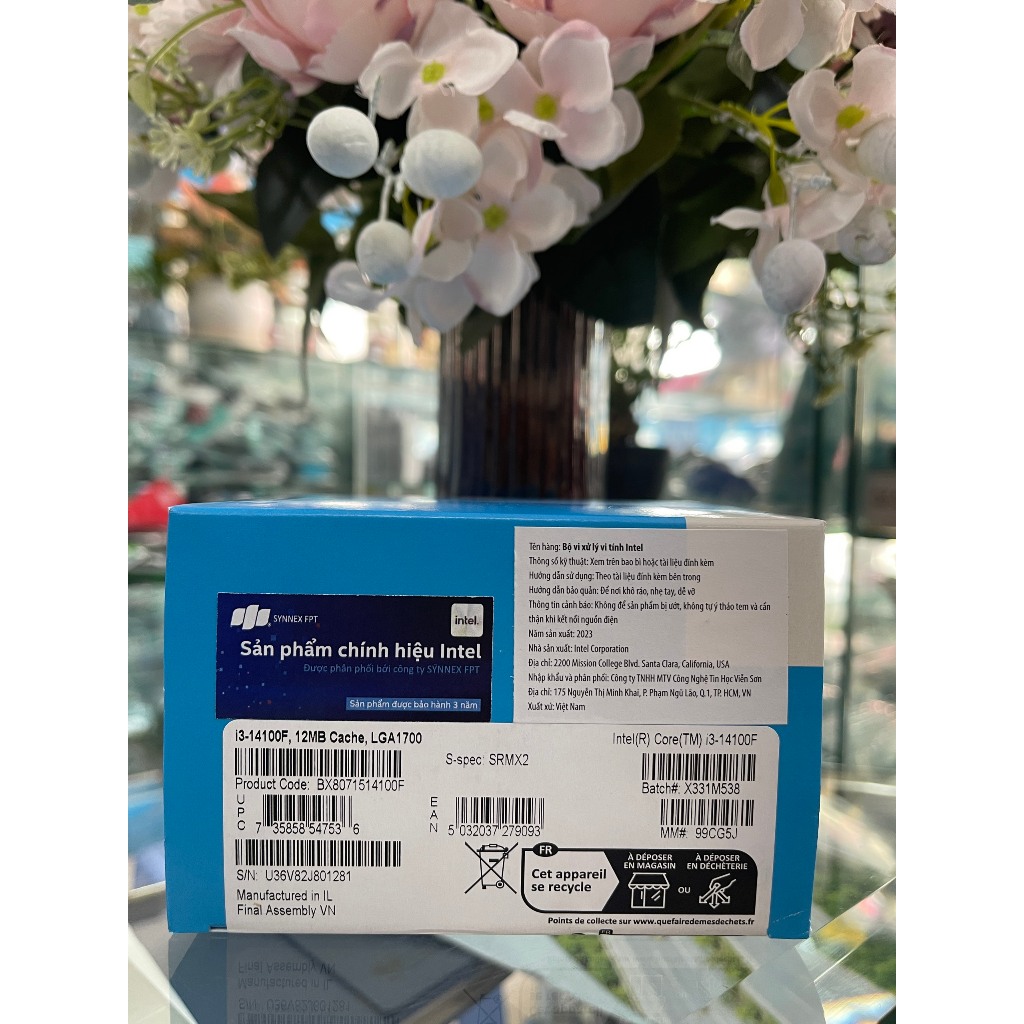 SYNNEX FPT
intel.
Sản phẩm chính hiệu Intel
Được phân phối bởi công ty SYNNEX FPT
Sản phẩm được bảo hành 3 năm
Tên hàng: Bộ vi xử lý vi tính Intel
Thông số kỹ thuật: Xem trên bao bì hoặc tài liệu đính kèm
Hướng dẫn sử dụng: Theo tài liệu đính kèm bên trong
Hướng dẫn bảo quản: Để nơi khô ráo, nhẹ tay, dễ vỡ
Thông tin cảnh báo: Không để sản phẩm bị ướt, không tự ý tháo tem và cẩn
thận khi kết nối nguồn điện
Năm sản xuất: 2023
Nhà sản xuất: Intel Corporation
Địa chỉ: 2200 Mission College Blvd. Santa Clara, California, USA
Nhập khẩu và phân phối: Công ty TNHH MTV Công Nghệ Tin Học Viễn Sơn
Địa chỉ: 175 Nguyễn Thị Minh Khai, P. Phạm Ngũ Lão, Q.1, TP. HCM, VN
Xuất xứ: Việt Nam
i3-14100F, 12MB Cache, LGA1700
Intel(R) Core(TM) i3-14100F
S-spec: SRMX2
Product Code: BX8071514100F
Batch#: X331M538
UPC
7 35858 54753 6
EAN
5 032037 279093
MM#: 99CG5J
S/N: U36V82J801281
Manufactured in IL
Final Assembly VN
FR
Cet appareil
se recycle
À DÉPOSER
EN MAGASIN
OU
À DÉPOSER
EN DÉCHÈTERIE
Points de collecte sur www.quefairedemesdechets.fr
FR